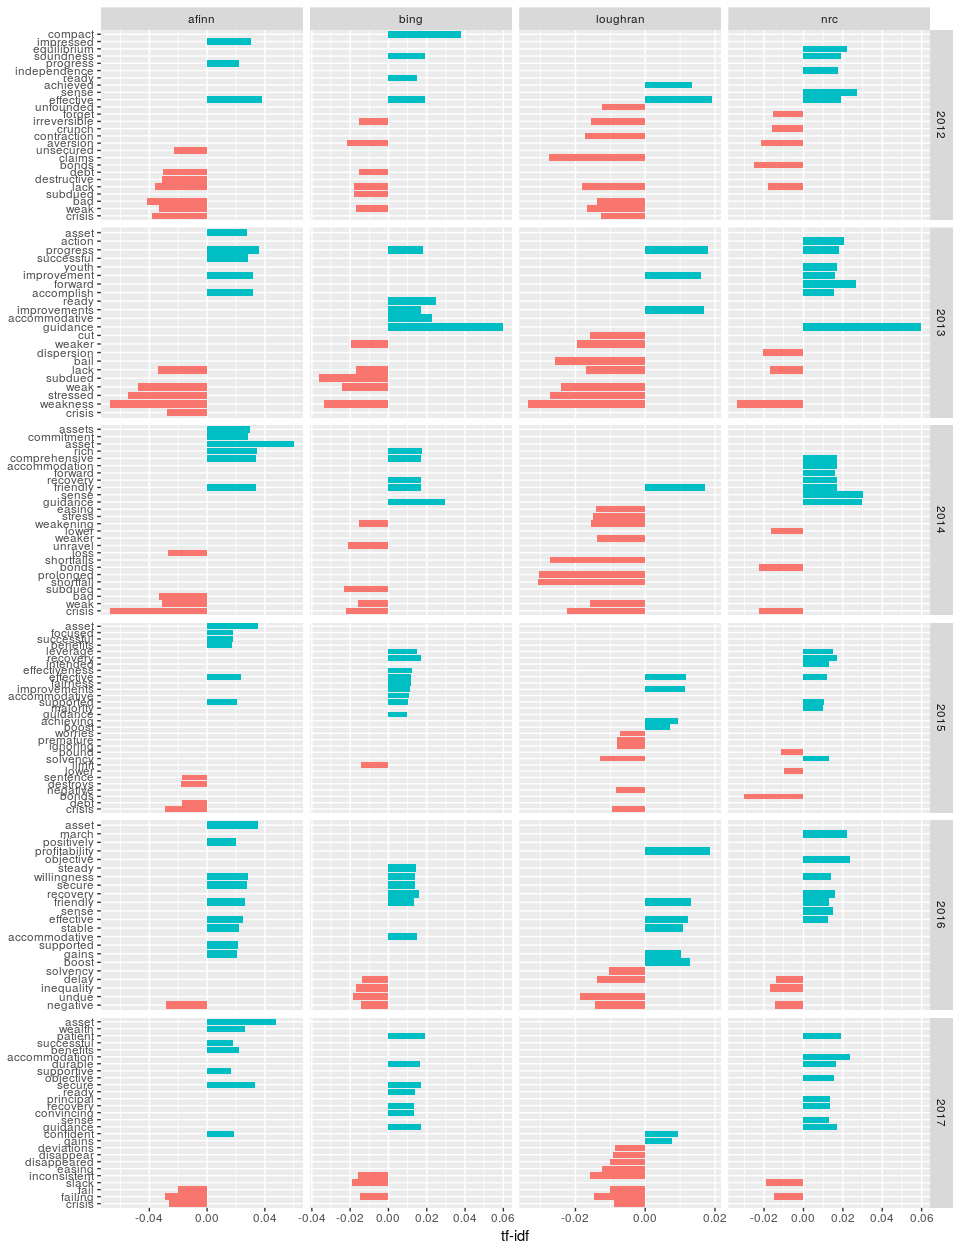 afinn bing loughran nrc
compact
impressed
equilibrium
soundness
progress
independence
ready
achieved
sense
effective
unfounded
forget
irreversible
crunch
contraction
aversion
unsecured
claims
bonds
debt
destructive
lack
subdued
bad
weak
crisis
2012
asset
action
progress
successful
youth
improvement
forward
accomplish
ready
improvements
accommodative
guidance
cut
weaker
dispersion
bail
lack
subdued
weak
stressed
weakness
crisis
2013
assets
commitment
asset
rich
comprehensive
accommodation
forward
recovery
friendly
sense
guidance
easing
stress
weakening
lower
weaker
unravel
loss
shortfalls
bonds
prolonged
shortfall
subdued
bad
weak
crisis
2014
asset
focused
successful
benefits
leverage
recovery
intended
effectiveness
effective
fairness
improvements
accommodative
supported
majority
guidance
achieving
boost
worries
premature
ignoring
bound
solvency
limit
lower
sentence
destroys
negative
bonds
debt
crisis
2015
asset
march
positively
profitability
objective
steady
willingness
secure
recovery
friendly
sense
effective
stable
accommodative
supported
gains
boost
solvency
delay
inequality
undue
negative
2016
asset
wealth
patient
successful
benefits
accommodation
durable
supportive
objective
secure
ready
principal
recovery
convincing
sense
guidance
confident
gains
deviations
disappear
disappeared
easing
inconsistent
slack
fail
failing
crisis
2017
-0.04 0.00 0.04 -0.04 -0.02 0.00 0.02 0.04 0.06 -0.02 0.00 0.02 -0.02 0.00 0.02 0.04 0.06
tf-idf